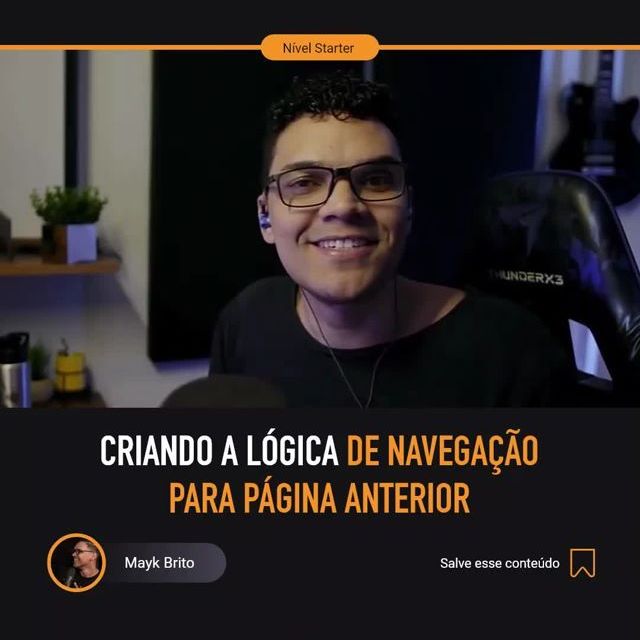 Nível Starter
THUNDERX3
CRIANDO A LÓGICA DE NAVEGAÇÃO
PARA PÁGINA ANTERIOR
Mayk Brito
Salve esse conteúdo